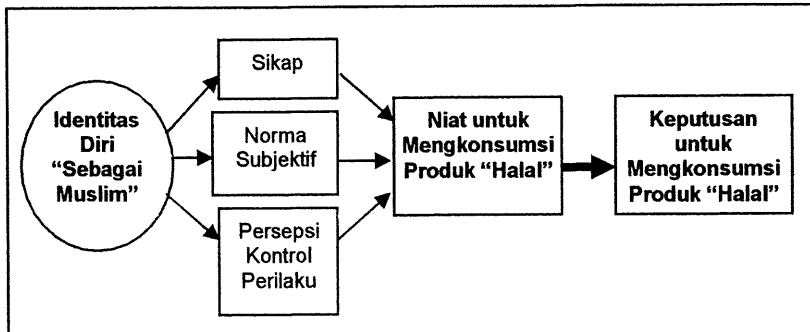 Identitas
Diri
“Sebagai
Muslim”
Sikap
Norma
Subjektif
Persepsi
Kontrol
Perilaku
Niat untuk
Mengkonsumsi
Produk “Halal”
Keputusan
untuk
Mengkonsumsi
Produk “Halal”